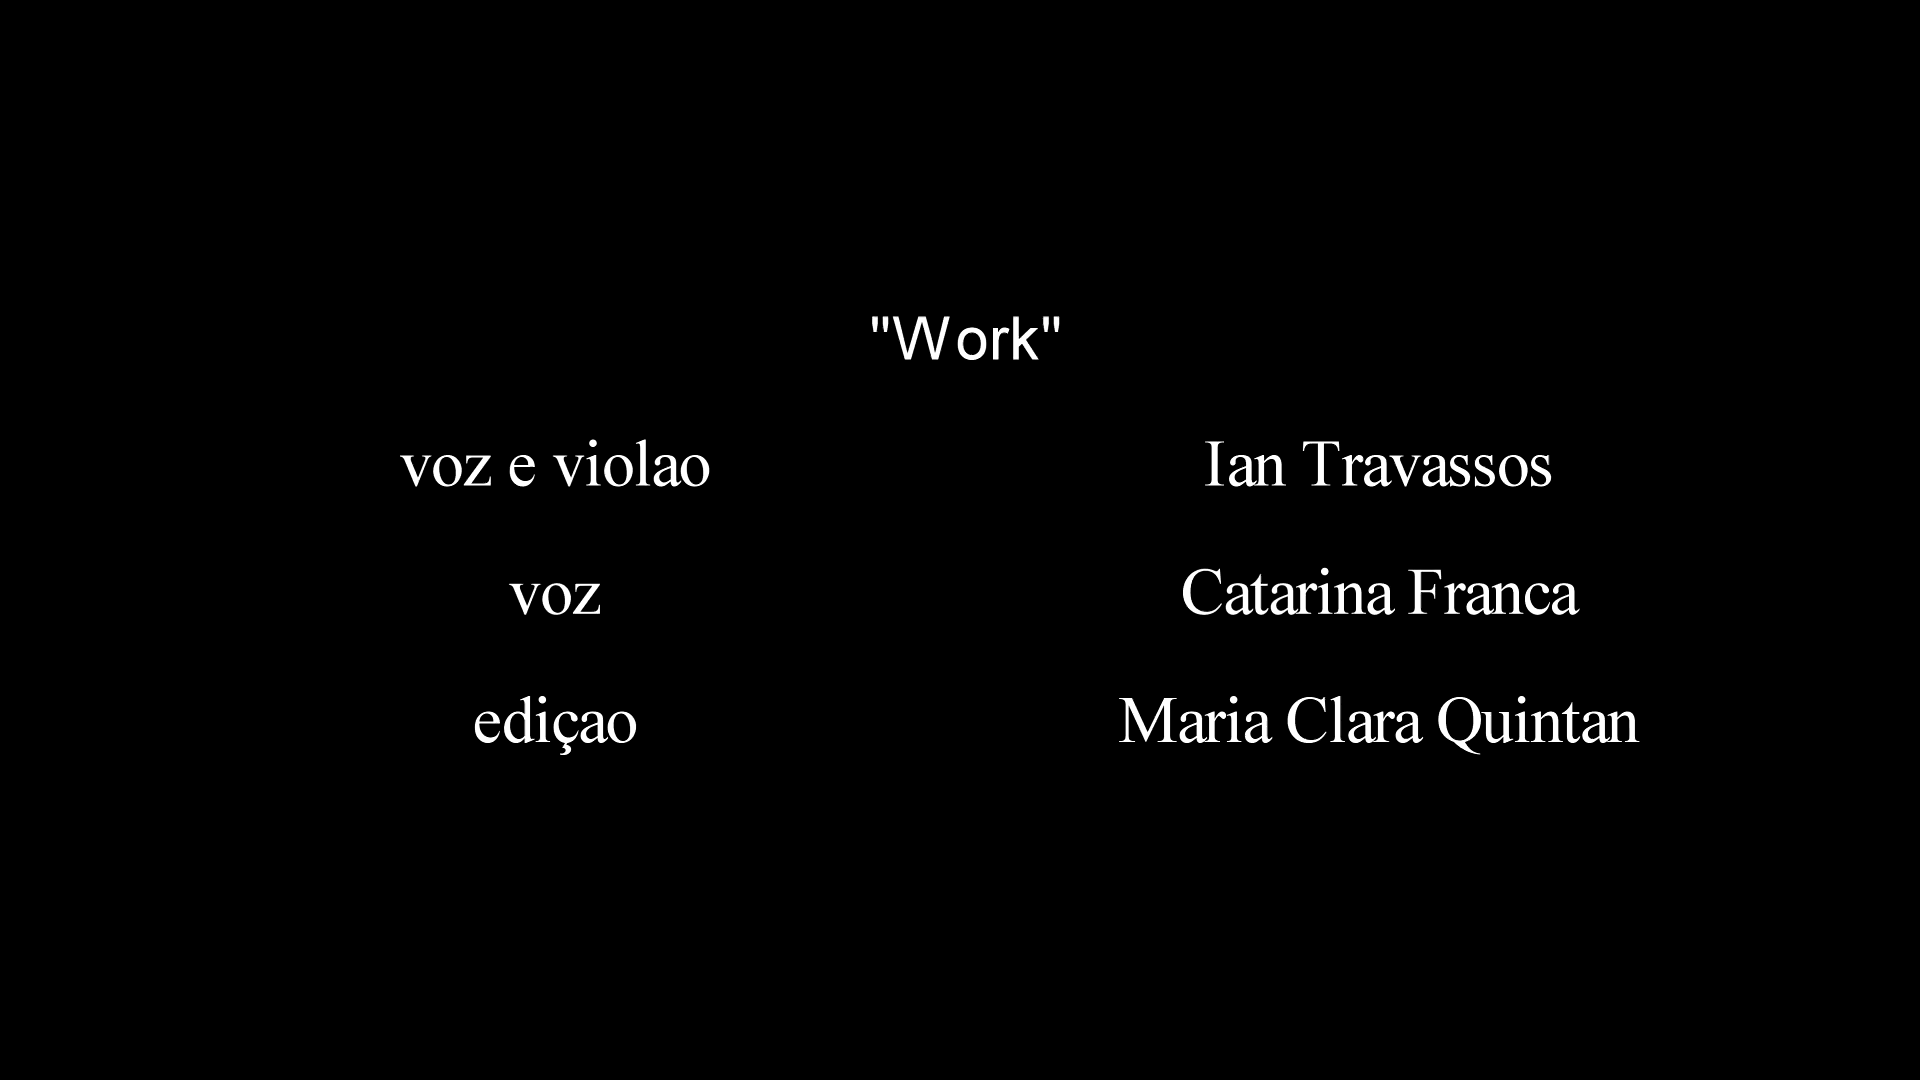 "Work"
voz e violao Ian Travassos
voz Catarina Franca
ediçao Maria Clara Quintan